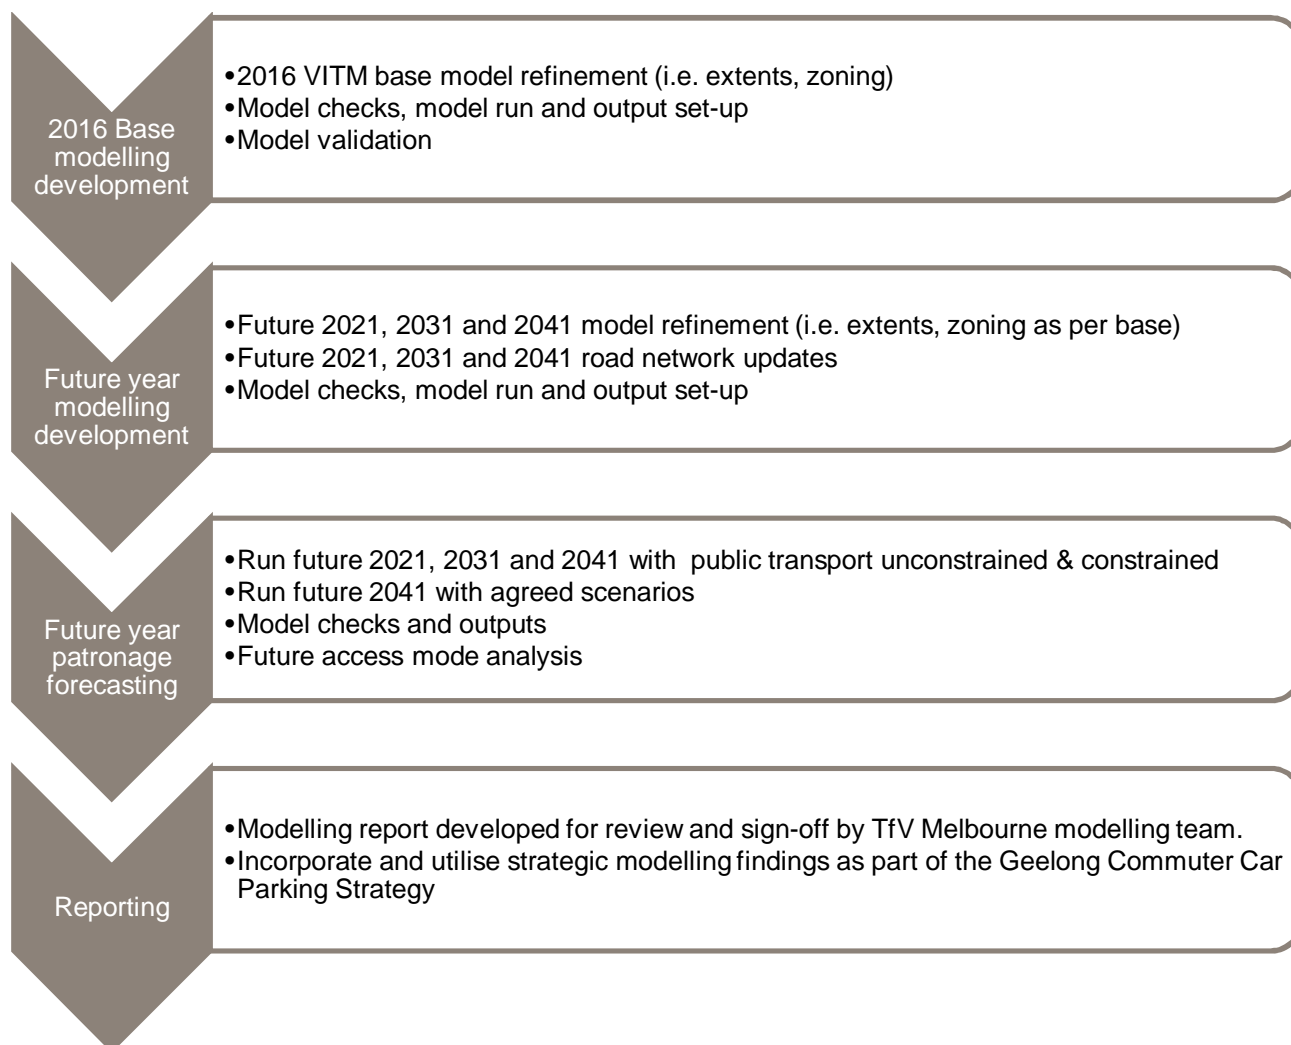 2016 Base
modelling
development
•2016 VITM base model refinement (i.e. extents, zoning)
•Model checks, model run and output set-up
•Model validation
Future year
modelling
development
•Future 2021, 2031 and 2041 model refinement (i.e. extents, zoning as per base)
•Future 2021, 2031 and 2041 road network updates
•Model checks, model run and output set-up
Future year
patronage
forecasting
•Run future 2021, 2031 and 2041 with public transport unconstrained & constrained
•Run future 2041 with agreed scenarios
•Model checks and outputs
•Future access mode analysis
Reporting
•Modelling report developed for review and sign-off by TfV Melbourne modelling team.
•Incorporate and utilise strategic modelling findings as part of the Geelong Commuter Car
Parking Strategy